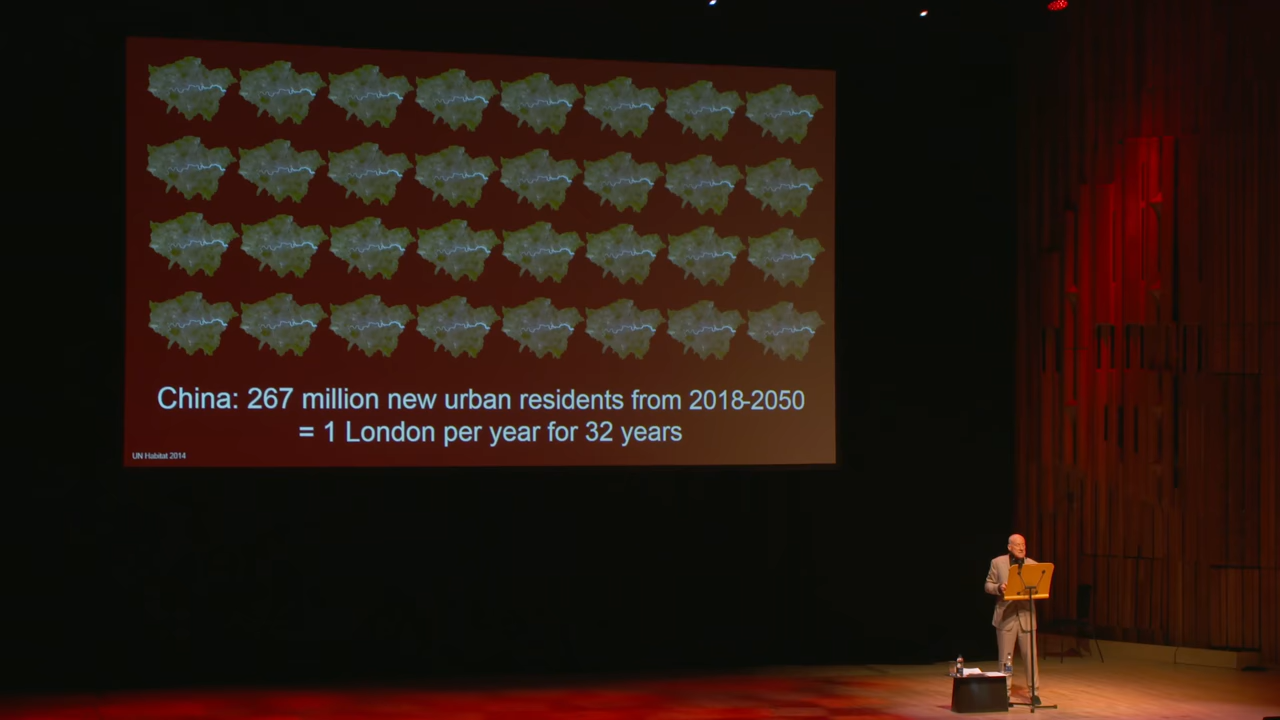 China: 267 million new urban residents from 2018-2050
= 1 London per year for 32 years
UN Habitat 2014